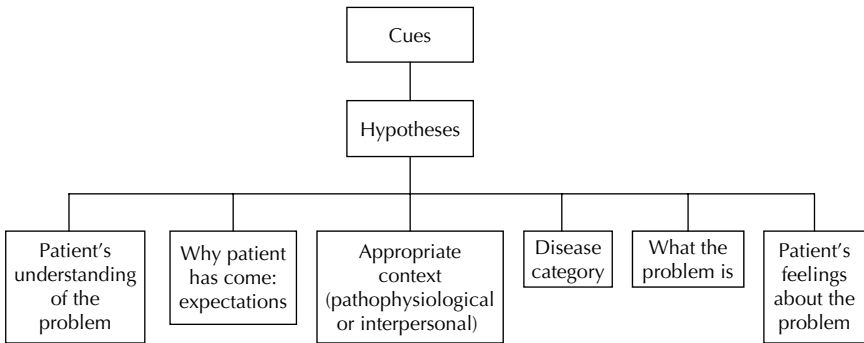 Cues
Hypotheses
Patient’s
understanding
of the
problem
Why patient
has come:
expectations
Appropriate
context
(pathophysiological
or interpersonal)
Disease
category
What the
problem is
Patient’s
feelings
about the
problem